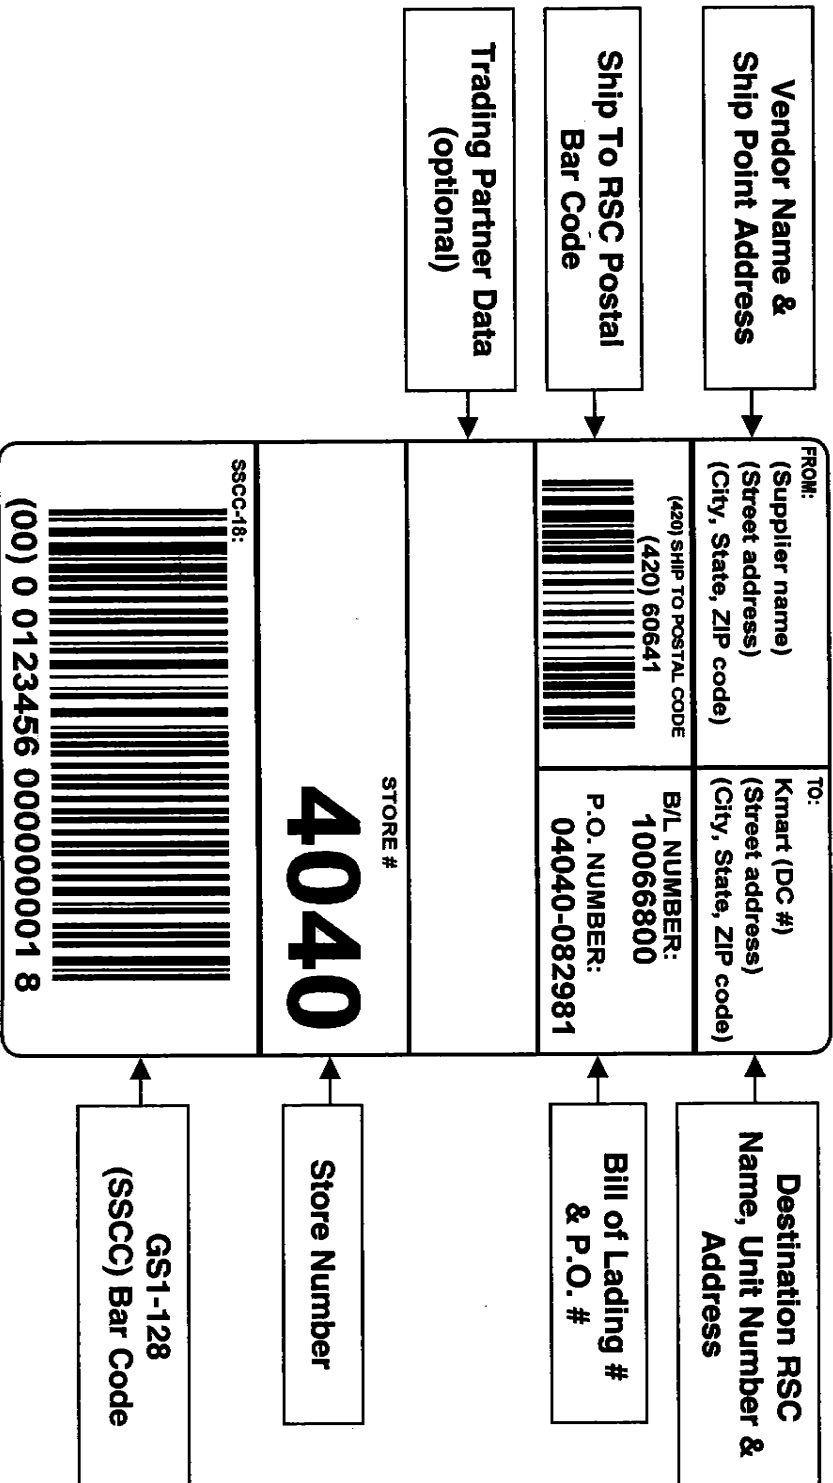 Vendor Name &
Ship Point Address
Ship To RSC Postal
Bar Code
Trading Partner Data
(optional)
FROM:
(Supplier name)
(Street address)
(City, State, ZIP code)
TO:
Kmart (DC #)
(Street address)
(City, State, ZIP code)
(420) SHIP TO POSTAL CODE
(420) 60641
B/L NUMBER:
10066800
P.O. NUMBER:
04040-082981
STORE #
4040
SSCC-18:
(00) 0 0123456 000000001 8
Destination RSC
Name, Unit Number &
Address
Bill of Lading #
& P.O. #
Store Number
GS1-128
(SSCC) Bar Code